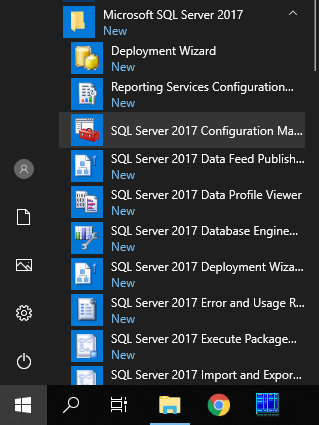 Microsoft SQL Server 2017
New
Deployment Wizard
New
Reporting Services Configuration...
New
SQL Server 2017 Configuration Ma...
SQL Server 2017 Data Feed Publish...
New
SQL Server 2017 Data Profile Viewer
New
SQL Server 2017 Database Engine...
New
SQL Server 2017 Deployment Wiza...
New
SQL Server 2017 Error and Usage R...
New
SQL Server 2017 Execute Package...
New
SQL Server 2017 Import and Expor...
New